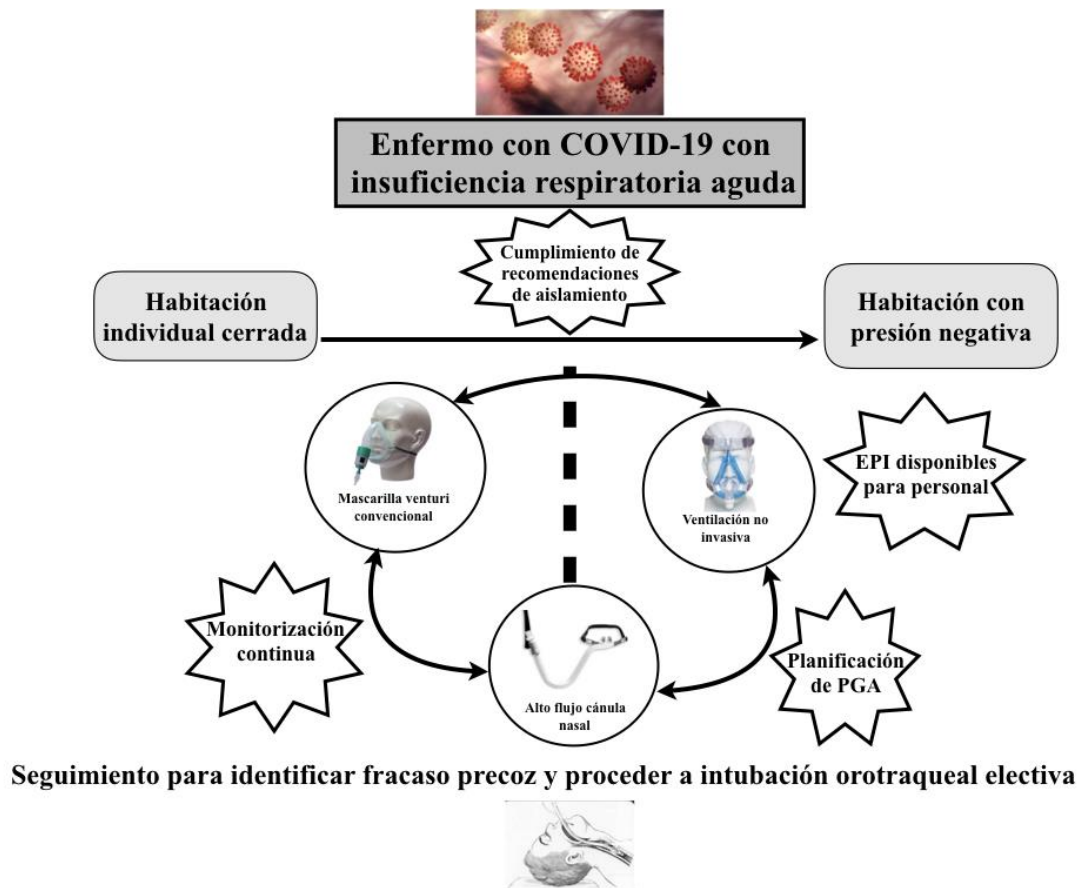 Enfermo con COVID-19 con
insuficiencia respiratoria aguda
Cumplimiento de
recomendaciones
de aislamiento
Habitación
individual cerrada
Habitación con
presión negativa
Mascarilla venturi
convencional
Ventilación no
invasiva
EPI disponibles
para personal
Monitorización
continua
Alto flujo cánula
nasal
Planificación
de PGA
Seguimiento para identificar fracaso precoz y proceder a intubación orotraqueal electiva